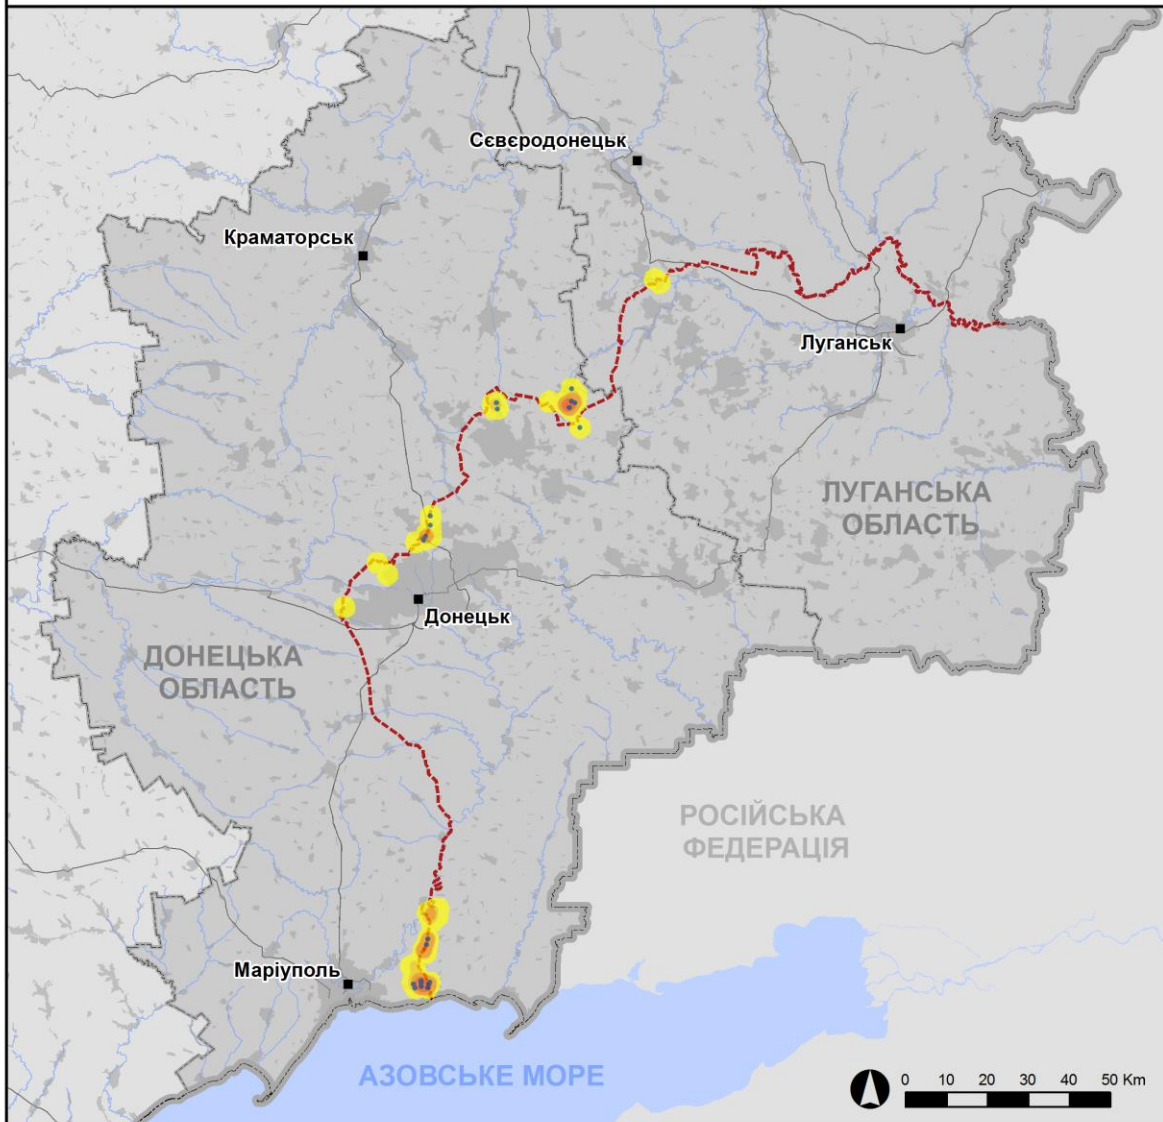 Сєвєродонецьк
Краматорськ
Луганськ
ЛУГАНСЬКА
ОБЛАСТЬ
Донецьк
ДОНЕЦЬКА
ОБЛАСТЬ
РОСІЙСЬКА
ФЕДЕРАЦІЯ
Маріуполь
АЗОВСЬКЕ МОРЕ
0 10 20 30 40 50 Km